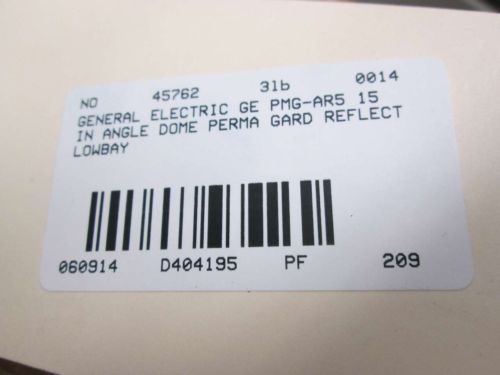 NO 45762 31b 0014
GENERAL ELECTRIC GE PMG-AR5 15
IN ANGLE DOME PERMA GARD REFLECT
LOWBAY
060914 D404195 PF 209